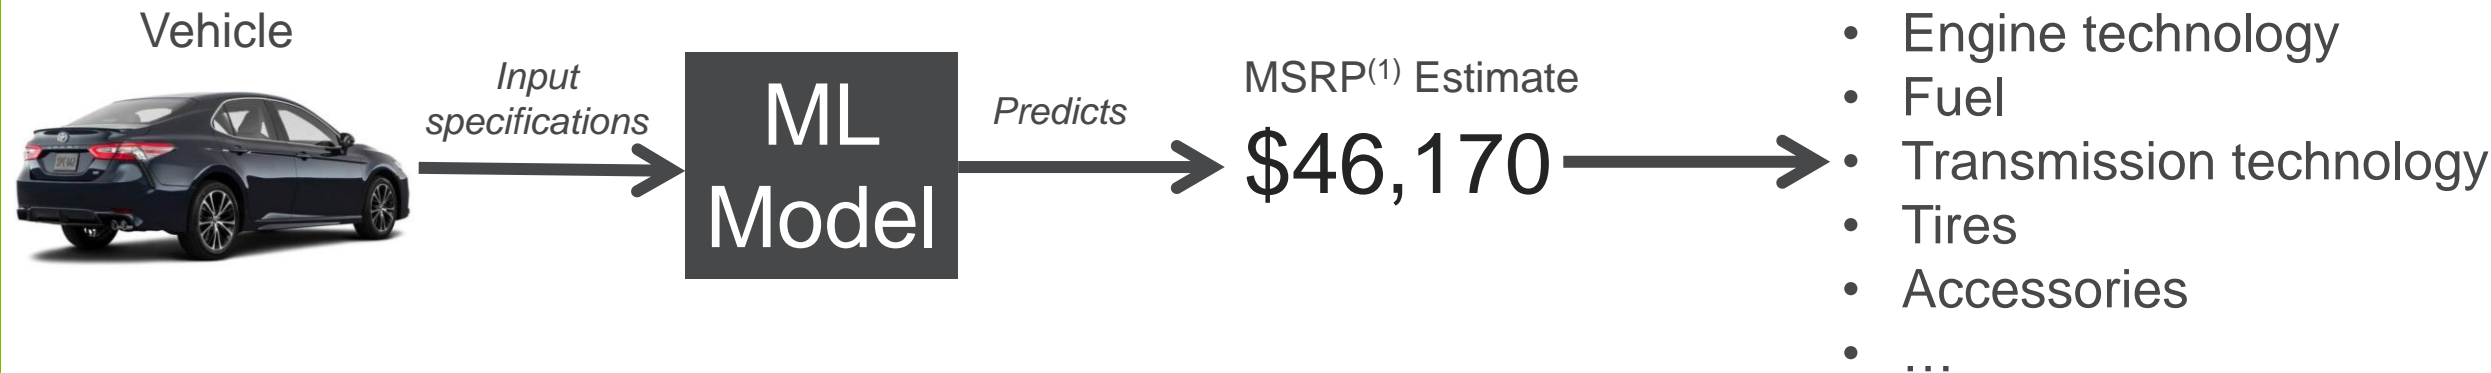 Vehicle
Input
specifications
ML
Model
Predicts
MSRP(1) Estimate
$46,170
• Engine technology
• Fuel
• Transmission technology
• Tires
• Accessories
• …